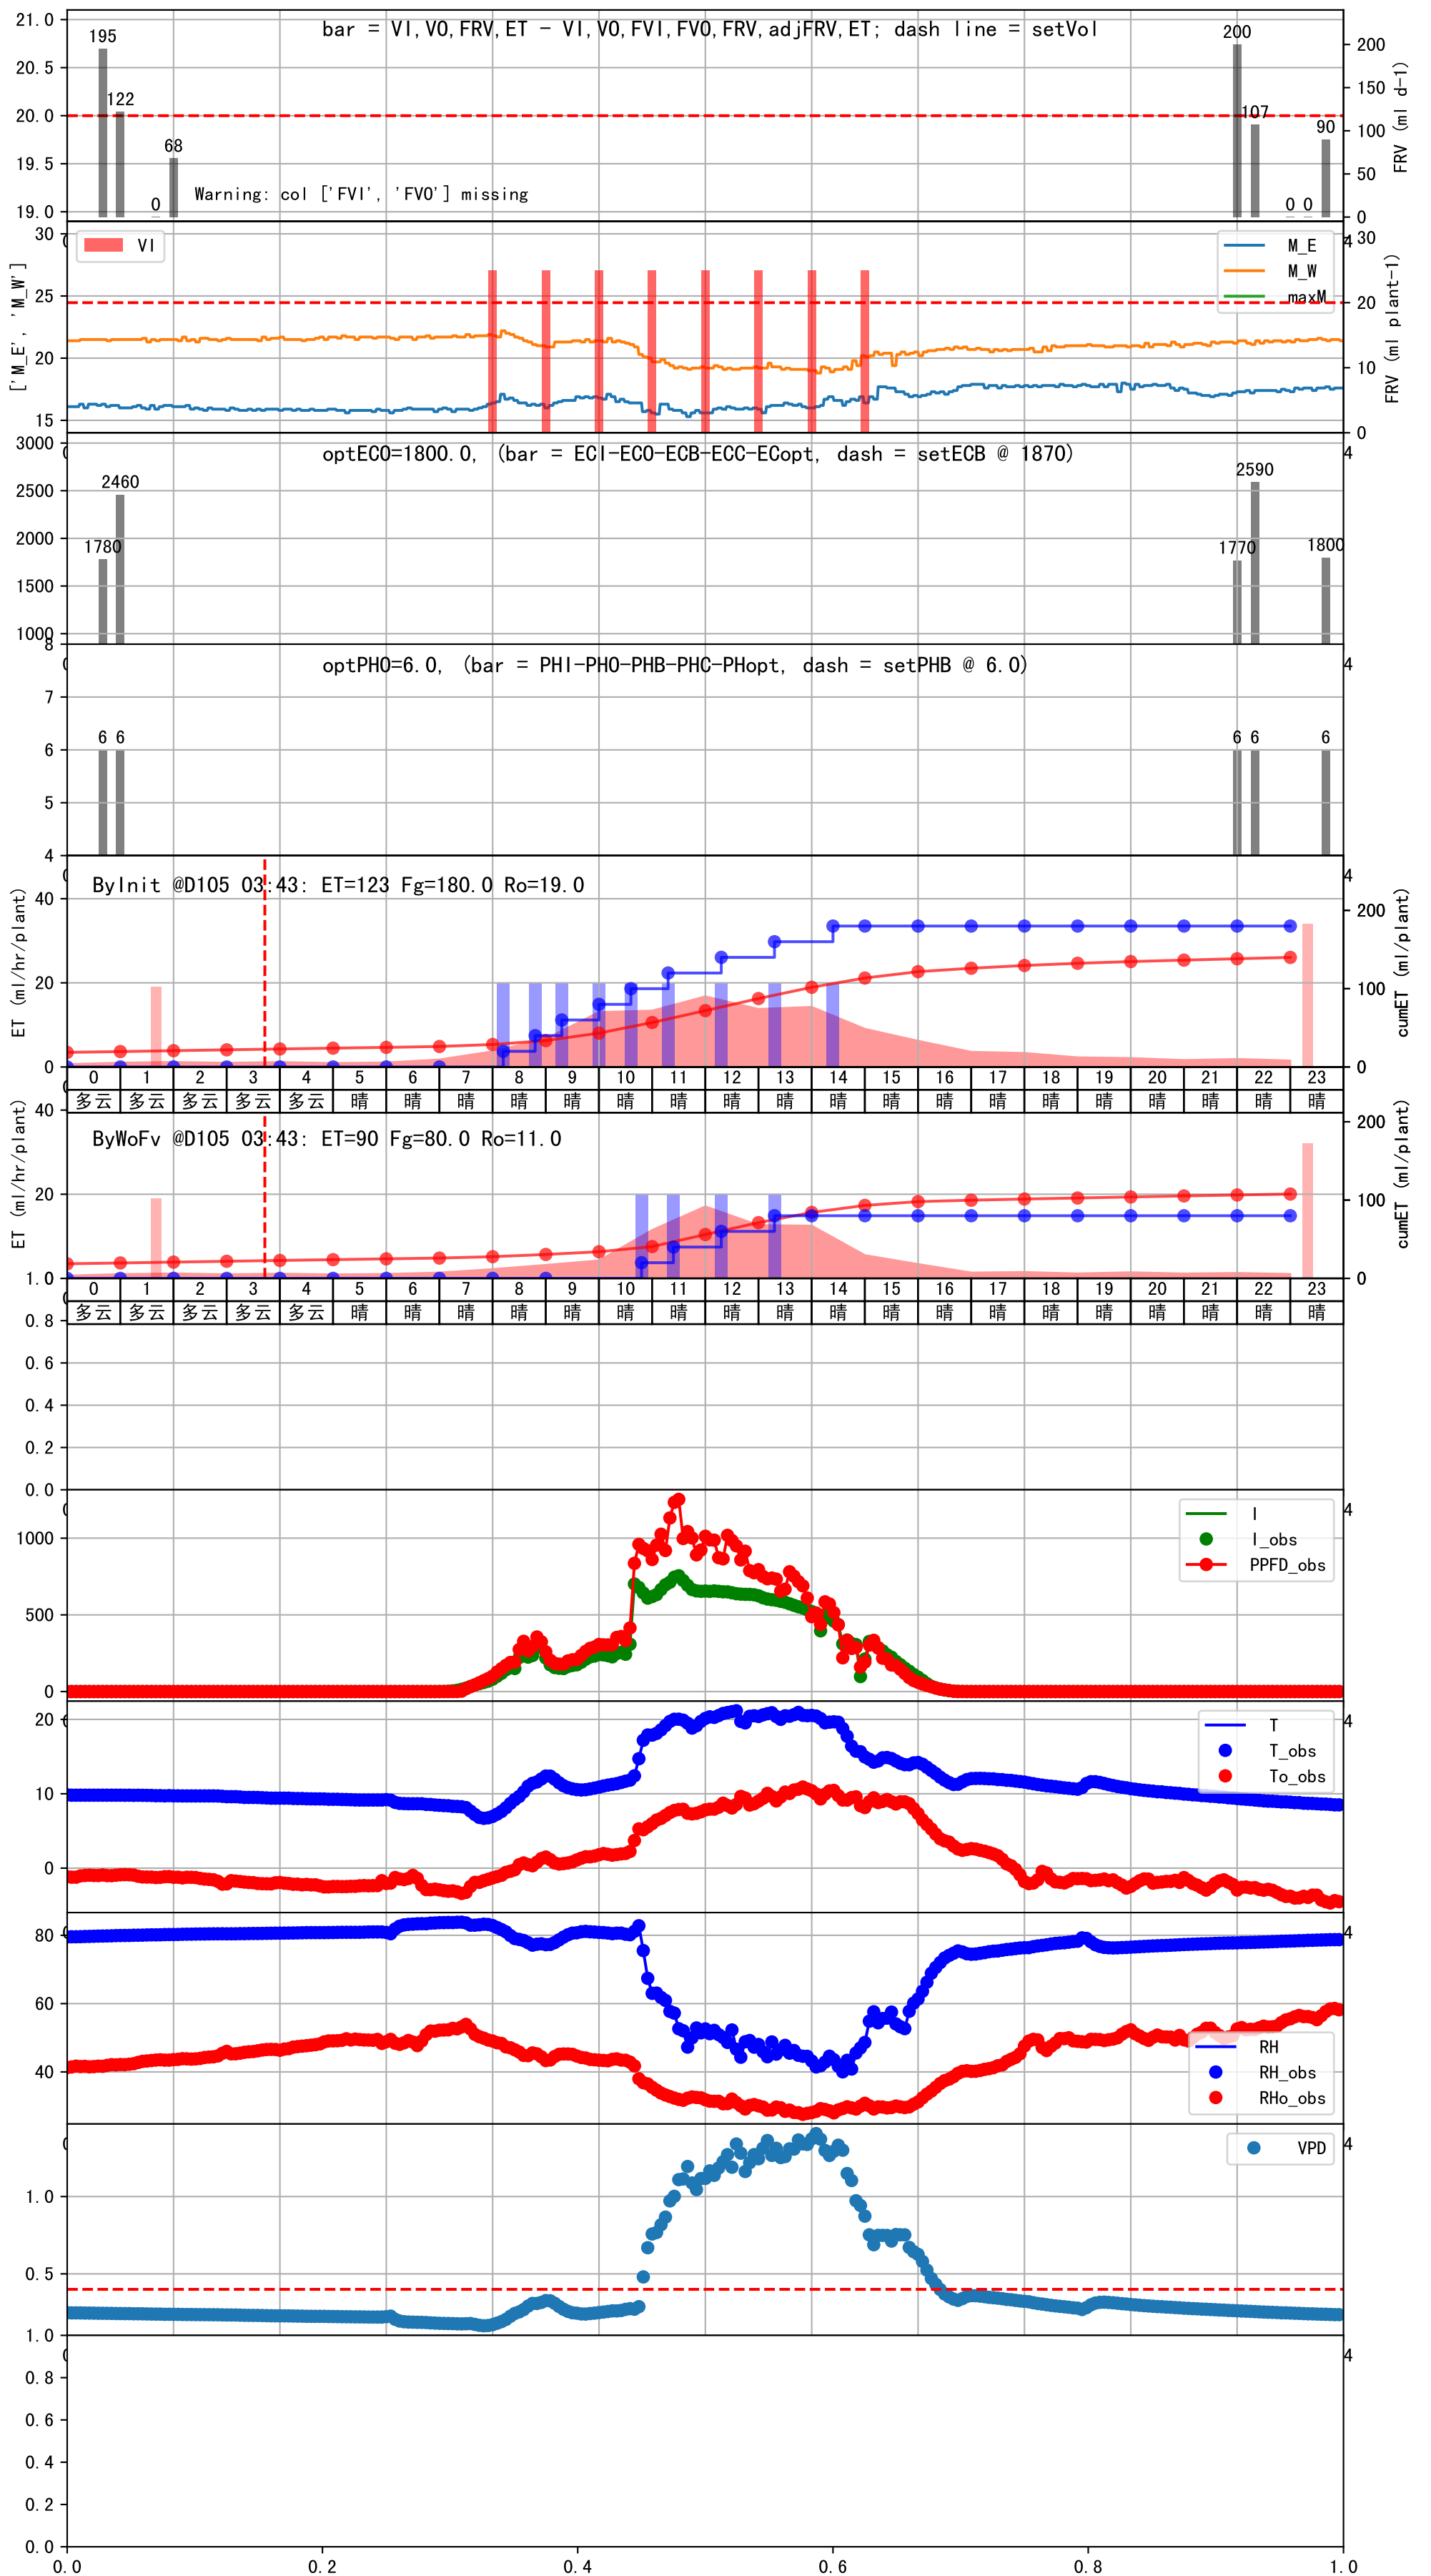 bar = VI,VO,FRV,ET - VI,VO,FVI,FVO,FRV,adjFRV,ET; dash line = setVol
21.0
20.5
20.0
19.5
19.0
195
122
0
68
Warning: col ['FVI', 'FVO'] missing
200
107
0 0
90
200
150
100
50
0
FRV (ml d-1)
['M_E', 'M_W']
30
25
20
15
VI
M_E
M_W
maxM
30
20
10
0
FRV (ml plant-1)
optECO=1800.0, (bar = ECI-ECO-ECB-ECC-ECopt, dash = setECB @ 1870)
3000
2500
2000
1500
1000
1780
2460
1770
2590
1800
4
optPHO=6.0, (bar = PHI-PHO-PHB-PHC-PHopt, dash = setPHB @ 6.0)
8
7
6
5
4
6 6
6 6
6
4
ByInit @D105 03:43: ET=123 Fg=180.0 Ro=19.0
ET (ml/hr/plant)
40
20
0
4
200
100
0
cumET (ml/plant)
0 1 2 3 4 5 6 7 8 9 10 11 12 13 14 15 16 17 18 19 20 21 22 23
多云 多云 多云 多云 多云 晴 晴 晴 晴 晴 晴 晴 晴 晴 晴 晴 晴 晴 晴 晴 晴 晴 晴 晴
ByWoFv @D105 03:43: ET=90 Fg=80.0 Ro=11.0
ET (ml/hr/plant)
40
20
200
100
0
cumET (ml/plant)
0 1 2 3 4 5 6 7 8 9 10 11 12 13 14 15 16 17 18 19 20 21 22 23
多云 多云 多云 多云 多云 晴 晴 晴 晴 晴 晴 晴 晴 晴 晴 晴 晴 晴 晴 晴 晴 晴 晴 晴
1.0
0.8
0.6
0.4
0.2
0.0
1000
500
0
I
I_obs
PPFD_obs
4
20
10
0
T
T_obs
To_obs
4
80
60
40
RH
RH_obs
RHo_obs
4
1.0
0.5
VPD
4
1.0
0.8
0.6
0.4
0.2
0.0
4
0.0 0.2 0.4 0.6 0.8 1.0